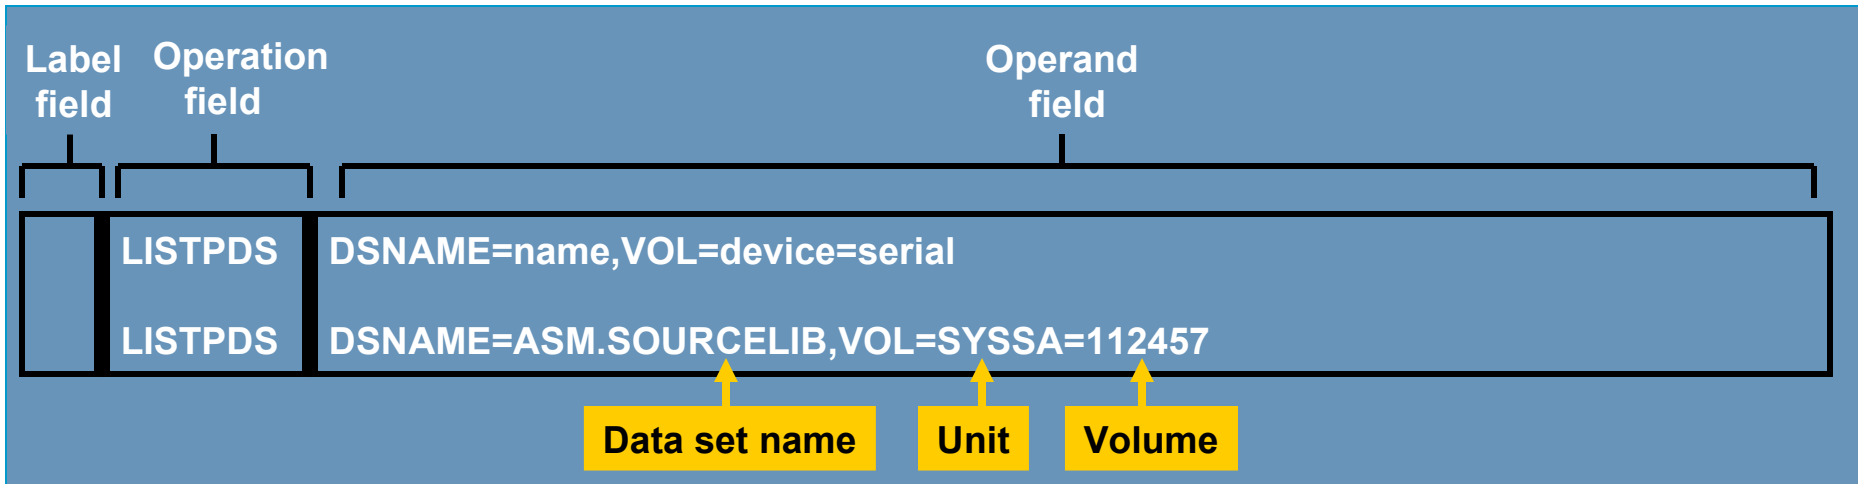 Label field
Operation field
Operand field
LISTPDS DSNAME=name,VOL=device=serial
LISTPDS DSNAME=ASM.SOURCELIB,VOL=SYSSA=112457
Data set name
Unit
Volume